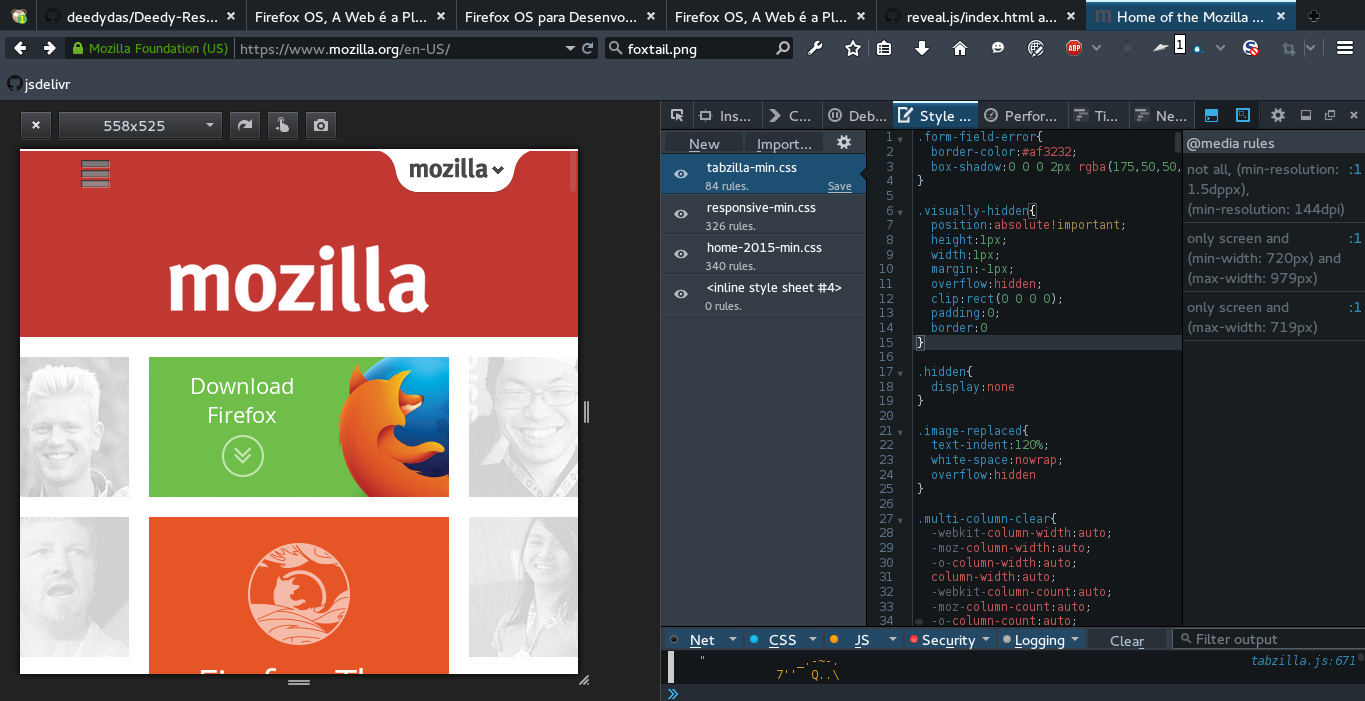 deedydas/Deedy-Res...
Firefox OS, A Web é a Pl...
Firefox OS para Desenvo...
Firefox OS, A Web é a Pl...
reveal.js/index.html a...
Home of the Mozilla ...
Mozilla Foundation (US)
https://www.mozilla.org/en-US/
foxtail.png
ABP
1
jsdelivr
558x525
Ins...
C...
Deb...
Style ...
Perfor...
Ti...
Ne...
mozilla
mozilla
Download
Firefox
New
Import...
tabzilla-min.css
84 rules.
Save
responsive-min.css
326 rules.
home-2015-min.css
340 rules.
<inline style sheet #4>
0 rules.
1 .form-field-error{
2 border-color:#af3232;
3 box-shadow:0 0 0 2px rgba(175,50,50,
4 }
5
6 .visually-hidden{
7 position:absolute!important;
8 height:1px;
9 width:1px;
10 margin:-1px;
11 overflow:hidden;
12 clip:rect(0 0 0 0);
13 padding:0;
14 border:0
15 }
16
17 .hidden{
18 display:none
19 }
20
21 .image-replaced{
22 text-indent:120%;
23 white-space:nowrap;
24 overflow:hidden
25 }
26
27 .multi-column-clear{
28 -webkit-column-width:auto;
29 -moz-column-width:auto;
30 -o-column-width:auto;
31 column-width:auto;
32 -webkit-column-count:auto;
33 -moz-column-count:auto;
34 -o-column-count:auto;
@media rules
not all, (min-resolution: :1
1.5dppx),
(min-resolution: 144dpi)
only screen and :1
(min-width: 720px) and
(max-width: 979px)
only screen and :1
(max-width: 719px)
Net
CSS
JS
Security
Logging
Clear
Filter output
" _.-~-.
7'' Q..\
tabzilla.js:671